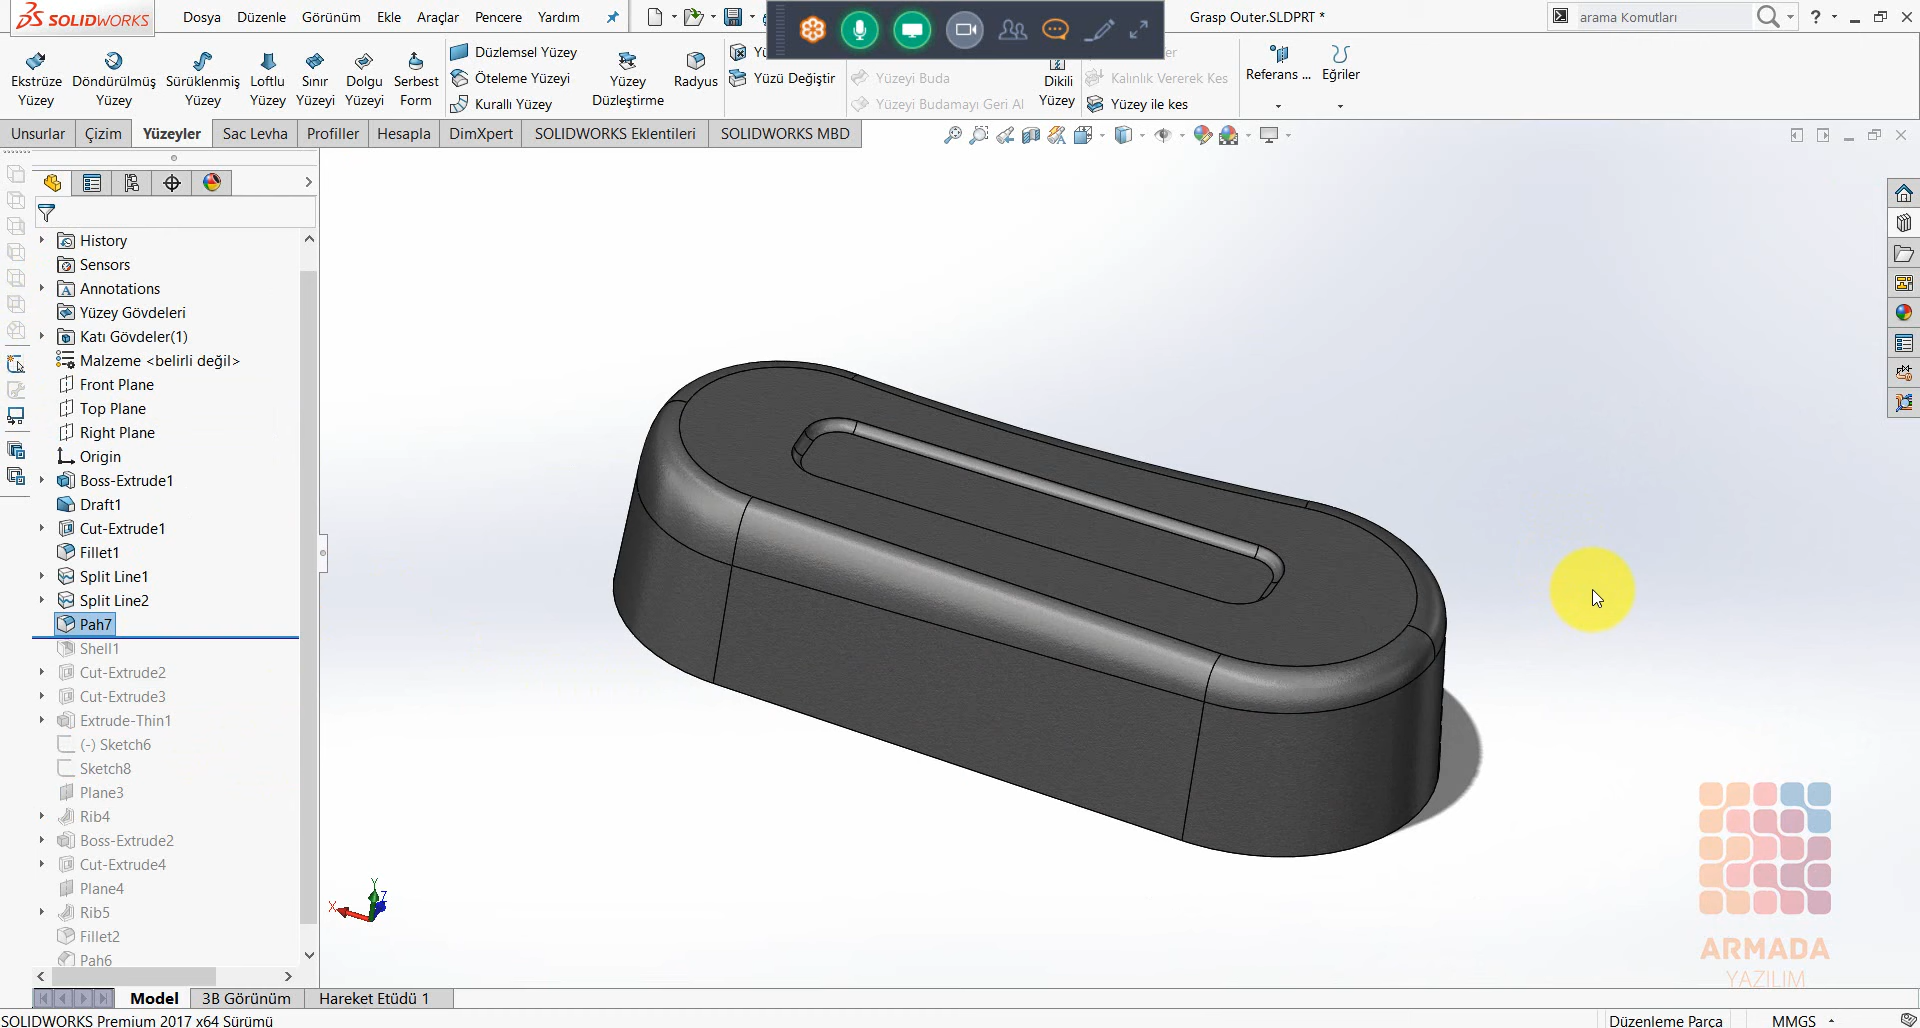 SOLIDWORKS
Dosya Düzenle Görünüm Ekle Araçlar Pencere Yardım
Grasp Outer.SLDPRT *
arama Komutları
Ekstrüze Yüzey
Döndürülmüş Yüzey
Sürüklenmiş Yüzey
Loftlu Yüzey
Sınır Yüzeyi
Dolgu Yüzeyi
Serbest Form
Düzlemsel Yüzey
Öteleme Yüzeyi
Kurallı Yüzey
Yüzey Düzleştirme
Radyus
Yüzü Değiştir
Yüzeyi Buda
Yüzeyi Budamayı Geri Al
Dikili Yüzey
Kalınlık Vererek Kes
Yüzey ile kes
Referans ...
Eğriler
Unsurlar Çizim Yüzeyler Sac Levha Profiller Hesapla DimXpert SOLIDWORKS Eklentileri SOLIDWORKS MBD
History
Sensors
Annotations
Yüzey Gövdeleri
Katı Gövdeler(1)
Malzeme <belirli değil>
Front Plane
Top Plane
Right Plane
Origin
Boss-Extrude1
Draft1
Cut-Extrude1
Fillet1
Split Line1
Split Line2
Pah7
Shell1
Cut-Extrude2
Cut-Extrude3
Extrude-Thin1
(-) Sketch6
Sketch8
Plane3
Rib4
Boss-Extrude2
Cut-Extrude4
Plane4
Rib5
Fillet2
Pah6
Y
Z
X
ARMADA
YAZILIM
Model 3B Görünüm Hareket Etüdü 1
SOLIDWORKS Premium 2017 x64 Sürümü
Düzenleme Parça
MMGS